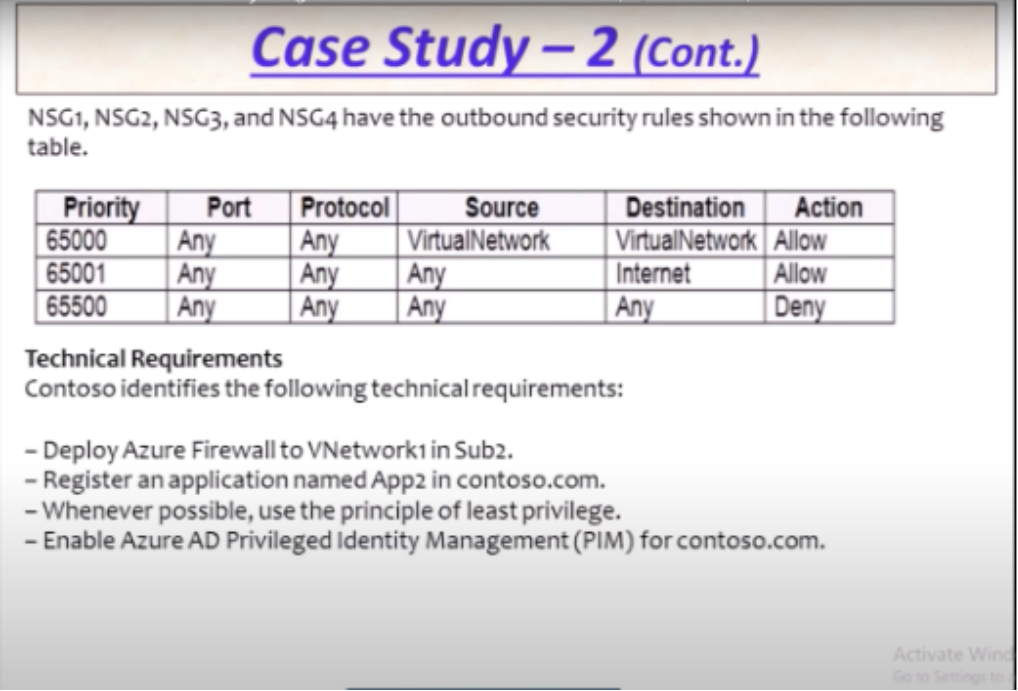 Case Study – 2 (Cont.)
NSG1, NSG2, NSG3, and NSG4 have the outbound security rules shown in the following
table.
Priority Port Protocol Source Destination Action
65000 Any Any VirtualNetwork VirtualNetwork Allow
65001 Any Any Any Internet Allow
65500 Any Any Any Any Deny
Technical Requirements
Contoso identifies the following technical requirements:
– Deploy Azure Firewall to VNetwork1 in Sub2.
– Register an application named App2 in contoso.com.
– Whenever possible, use the principle of least privilege.
– Enable Azure AD Privileged Identity Management (PIM) for contoso.com.
Activate Wind
Go to Settings to